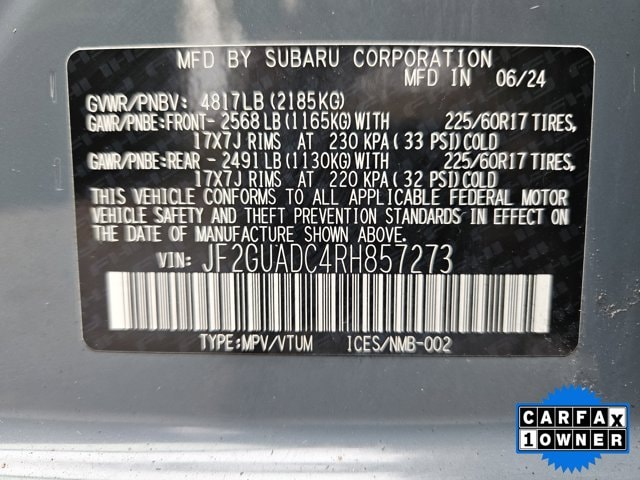 MFD BY SUBARU CORPORATION
MFD IN 06/24
GVWR/PNBV: 4817LB (2185KG)
GAWR/PNBE:FRONT- 2568LB (1165KG)WITH 225/60R17 TIRES,
17X7J RIMS AT 230 KPA( 33 PSI)COLD
GAWR/PNBE:REAR - 2491LB (1130KG)WITH 225/60R17 TIRES,
17X7J RIMS AT 220 KPA( 32 PSI)COLD
THIS VEHICLE CONFORMS TO ALL APPLICABLE FEDERAL MOTOR
VEHICLE SAFETY AND THEFT PREVENTION STANDARDS IN EFFECT ON
THE DATE OF MANUFACTURE SHOWN ABOVE.
VIN: JF2GUADC4RH857273
TYPE:MPV/VTUM ICES/NMB-002
CARFAX
1 OWNER